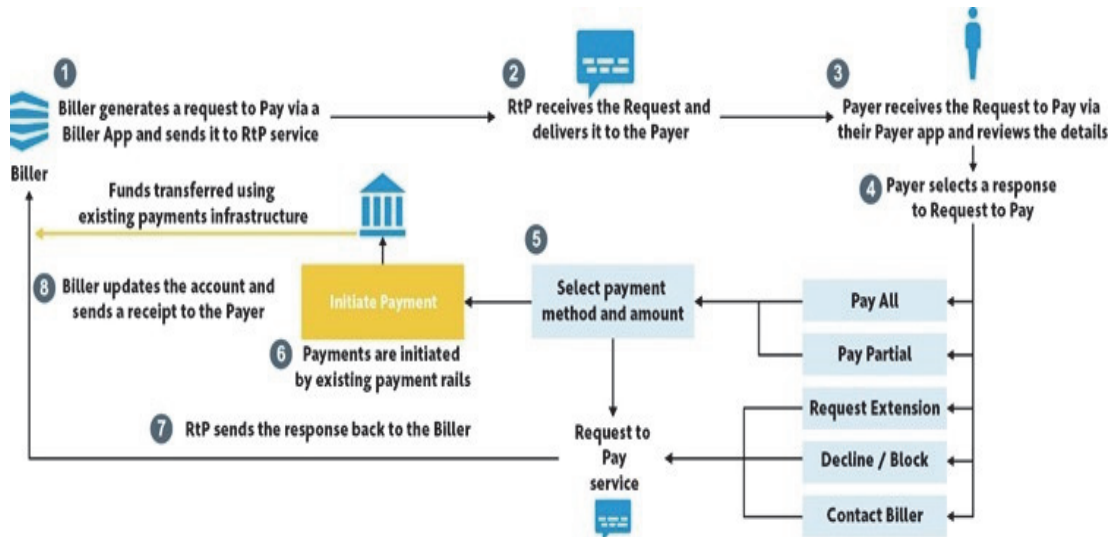 1
Biller generates a request to Pay via a
Biller App and sends it to RtP service
Biller
2
RtP receives the Request and
delivers it to the Payer
3
Payer receives the Request to Pay via
their Payer app and reviews the details
4
Payer selects a response
to Request to Pay
Funds transferred using
existing payments infrastructure
5
Select payment
method and amount
Pay All
Pay Partial
Request Extension
Decline / Block
Contact Biller
Initiate Payment
6
Payments are initiated
by existing payment rails
8
Biller updates the account and
sends a receipt to the Payer
7
RtP sends the response back to the Biller
Request to
Pay
service